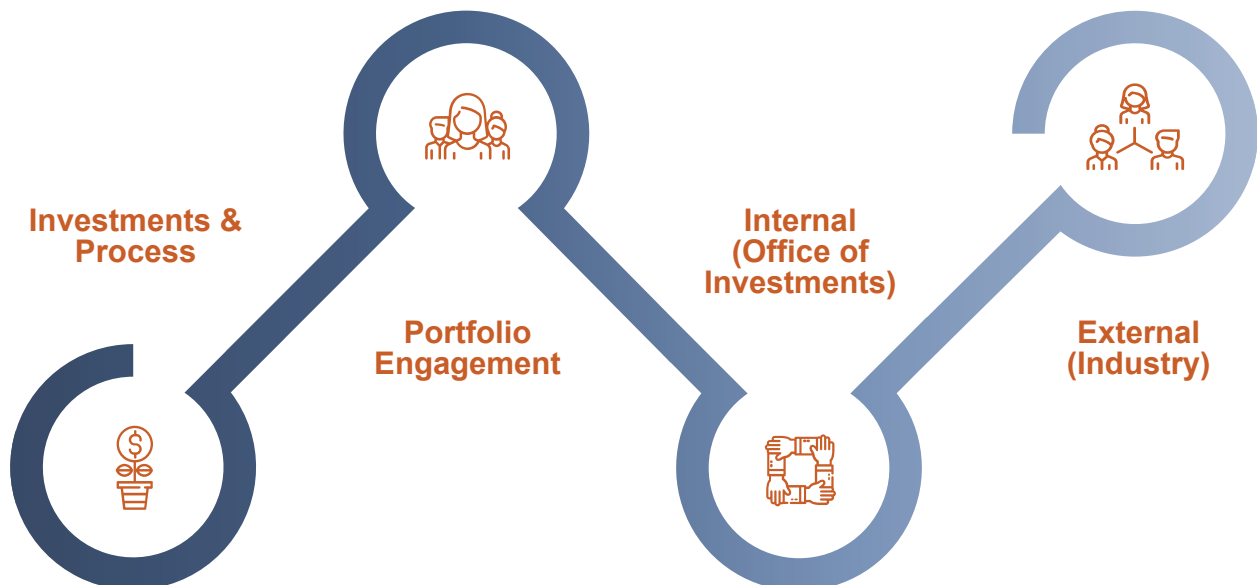 Investments &
Process
Portfolio
Engagement
Internal
(Office of
Investments)
External
(Industry)
$